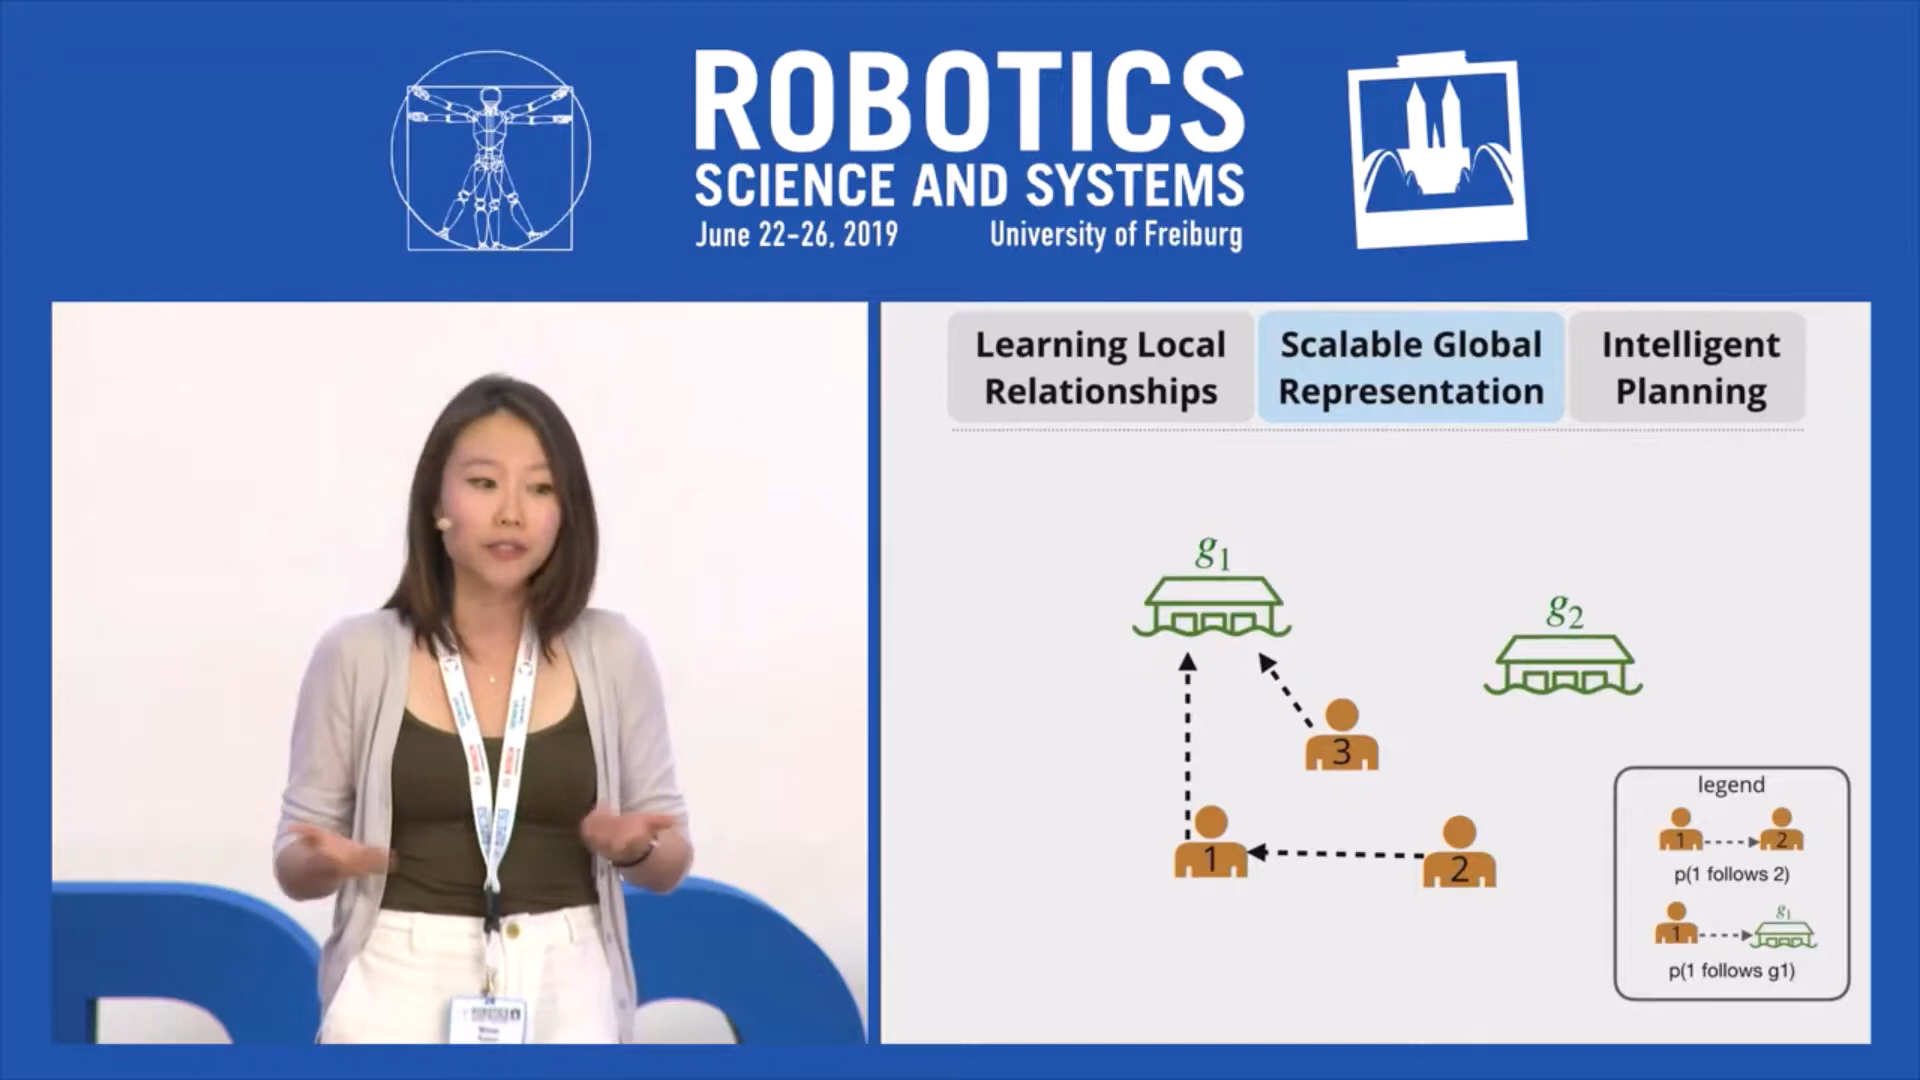 ROBOTICS
SCIENCE AND SYSTEMS
June 22-26, 2019 University of Freiburg
Learning Local
Relationships
Scalable Global
Representation
Intelligent
Planning
g1
g2
3
1
2
legend
1 2
p(1 follows 2)
g1
1
p(1 follows g1)